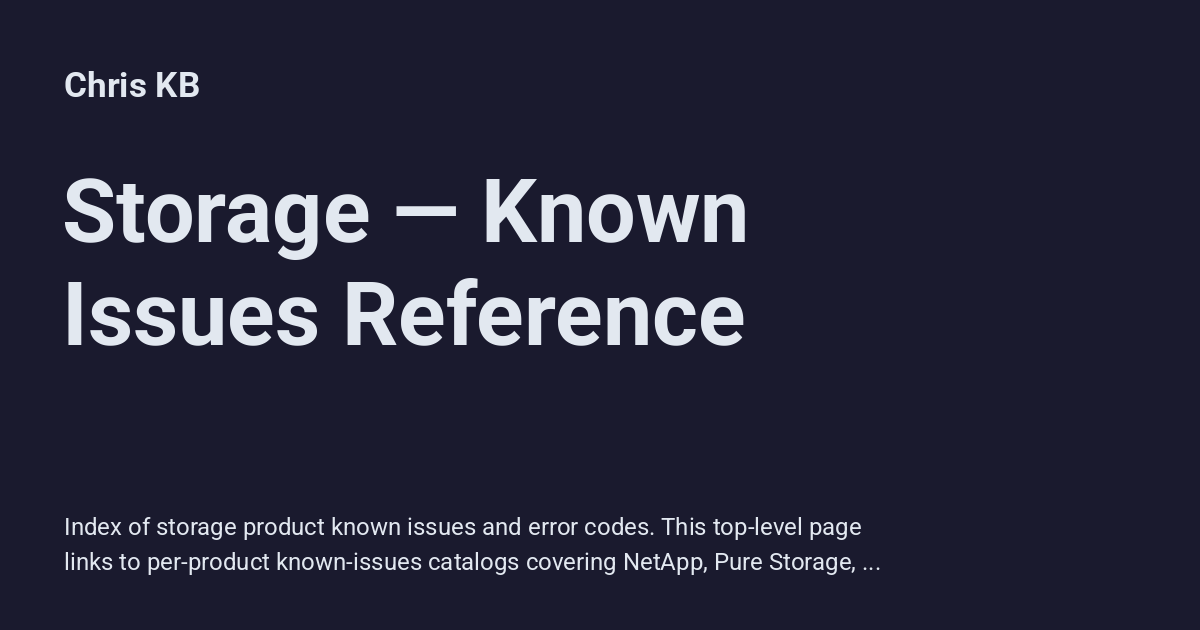 Chris KB
Storage — Known
Issues Reference
Index of storage product known issues and error codes. This top-level page
links to per-product known-issues catalogs covering NetApp, Pure Storage, ...